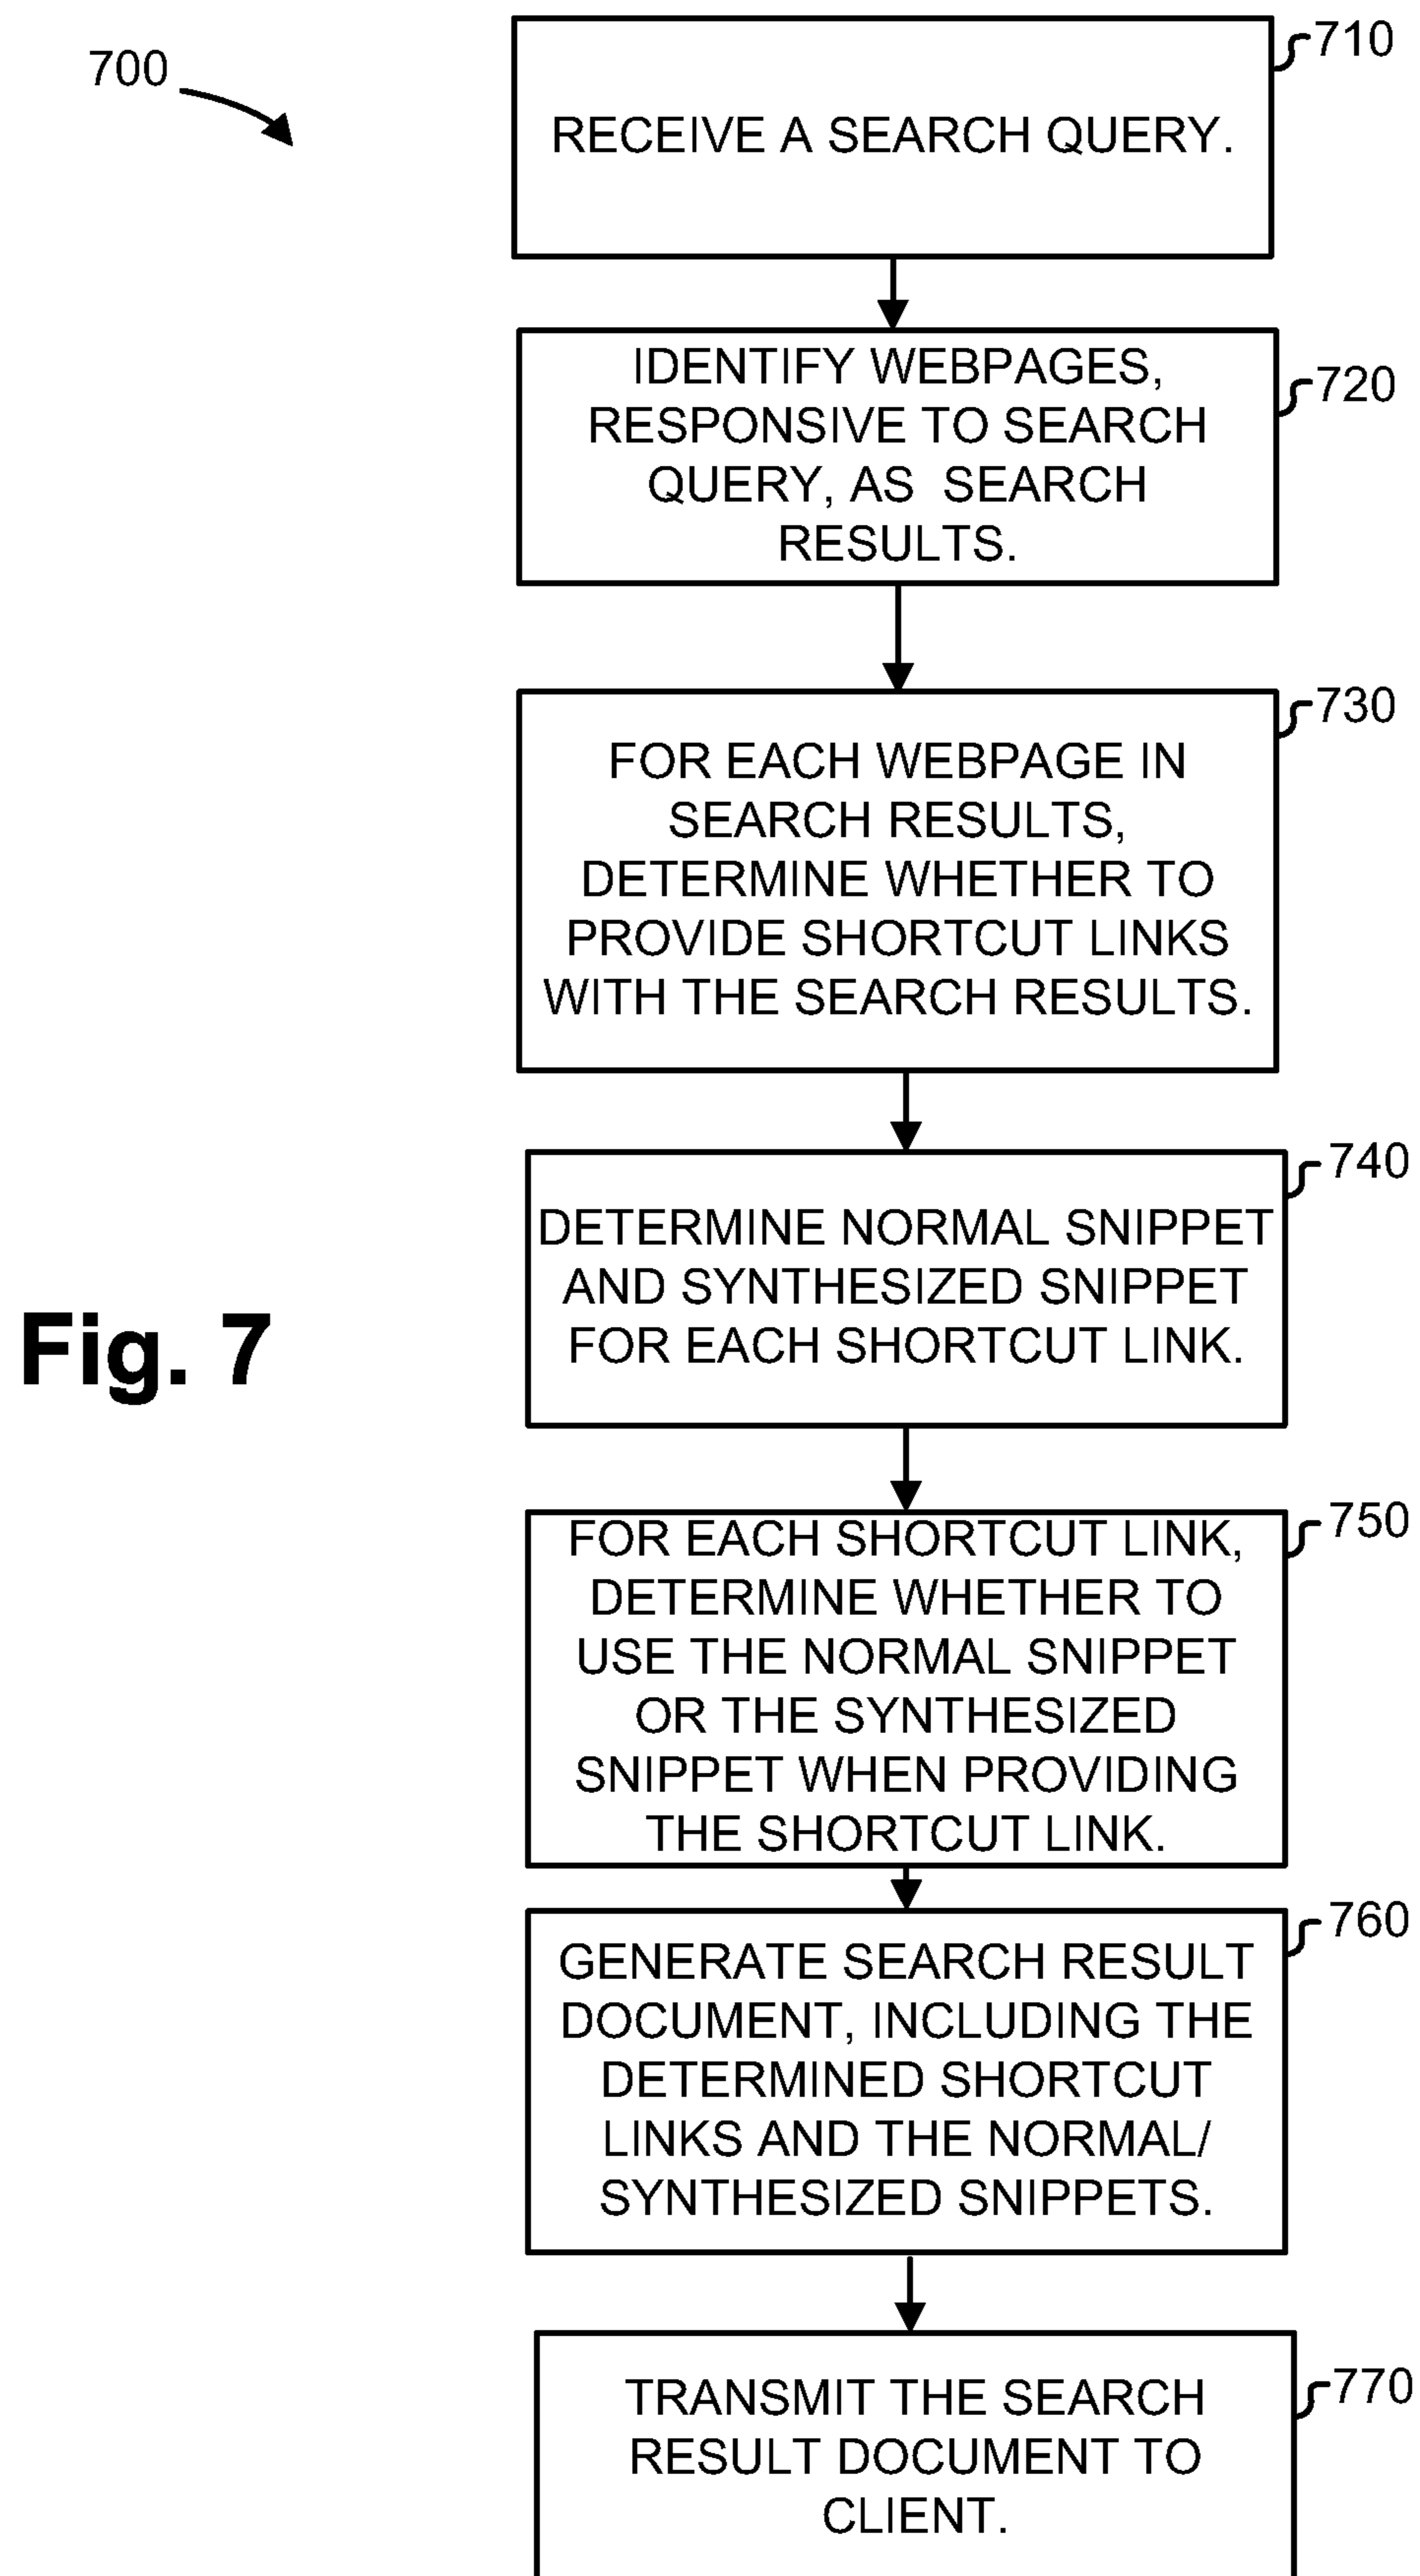 700
710
RECEIVE A SEARCH QUERY.
720
IDENTIFY WEBPAGES,
RESPONSIVE TO SEARCH
QUERY, AS SEARCH
RESULTS.
730
FOR EACH WEBPAGE IN
SEARCH RESULTS,
DETERMINE WHETHER TO
PROVIDE SHORTCUT LINKS
WITH THE SEARCH RESULTS.
740
DETERMINE NORMAL SNIPPET
AND SYNTHESIZED SNIPPET
FOR EACH SHORTCUT LINK.
Fig. 7
750
FOR EACH SHORTCUT LINK,
DETERMINE WHETHER TO
USE THE NORMAL SNIPPET
OR THE SYNTHESIZED
SNIPPET WHEN PROVIDING
THE SHORTCUT LINK.
760
GENERATE SEARCH RESULT
DOCUMENT, INCLUDING THE
DETERMINED SHORTCUT
LINKS AND THE NORMAL/
SYNTHESIZED SNIPPETS.
770
TRANSMIT THE SEARCH
RESULT DOCUMENT TO
CLIENT.